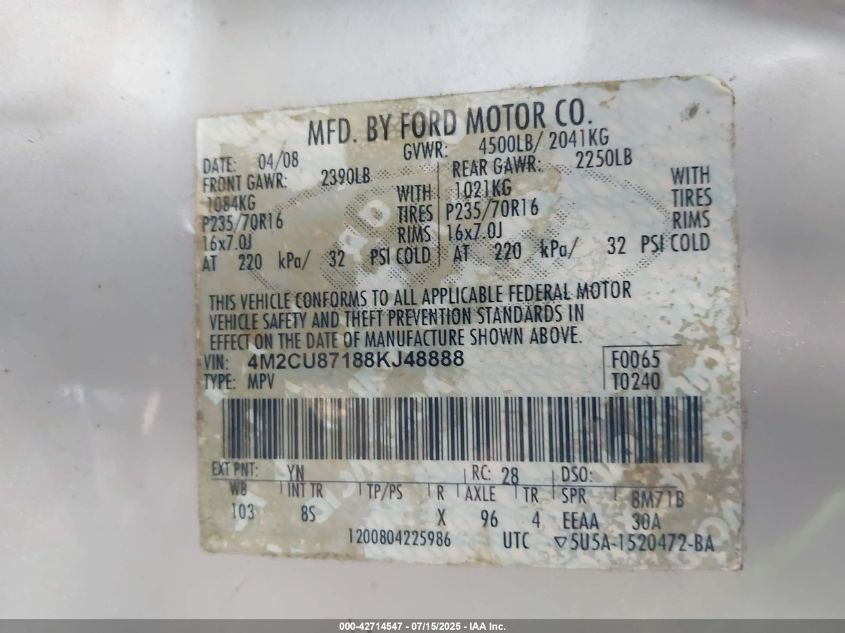 MFD. BY FORD MOTOR CO.
DATE: 04/08 GVWR: 4500LB/ 2041KG
FRONT GAWR: 2390LB REAR GAWR: 2250LB
1084KG WITH 1021KG WITH
P235/70R16 TIRES P235/70R16 TIRES
16x7.0J RIMS 16x7.0J RIMS
AT 220 kPa/ 32 PSI COLD AT 220 kPa/ 32 PSI COLD
THIS VEHICLE CONFORMS TO ALL APPLICABLE FEDERAL MOTOR
VEHICLE SAFETY AND THEFT PREVENTION STANDARDS IN
EFFECT ON THE DATE OF MANUFACTURE SHOWN ABOVE.
VIN: 4M2CU87188KJ48888 F0065
TYPE: MPV T0240
EXT PNT: YN RC: 28 DSO:
WB INT TR TP/PS R AXLE TR SPR 8M71B
103 8S X 96 4 EEAA 30A
1200804225986 UTC ▽5U5A-1520472-BA
000-42714547 - 07/15/2025 - IAA Inc.